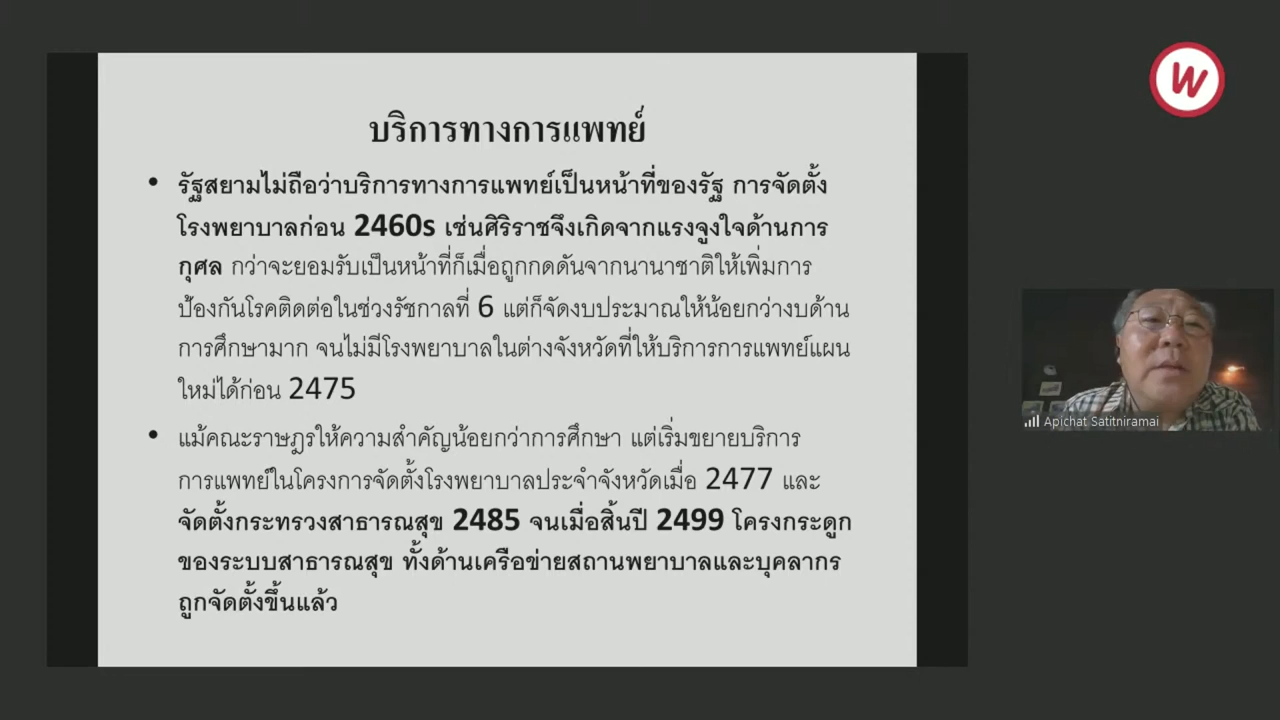 บริการทางการแพทย์
• รัฐสยามไม่ถือว่าบริการทางการแพทย์เป็นหน้าที่ของรัฐ การจัดตั้ง
โรงพยาบาลก่อน 2460s เช่นศิริราชจึงเกิดจากแรงจูงใจด้านการ
กุศล กว่าจะยอมรับเป็นหน้าที่ก็เมื่อถูกกดดันจากนานาชาติให้เพิ่มการ
ป้องกันโรคติดต่อในช่วงรัชกาลที่ 6 แต่ก็จัดงบประมาณให้น้อยกว่างบด้าน
การศึกษามาก จนไม่มีโรงพยาบาลในต่างจังหวัดที่ให้บริการการแพทย์แผน
ใหม่ได้ก่อน 2475
• แม้คณะราษฎรให้ความสำคัญน้อยกว่าการศึกษา แต่เริ่มขยายบริการ
การแพทย์ในโครงการจัดตั้งโรงพยาบาลประจำจังหวัดเมื่อ 2477 และ
จัดตั้งกระทรวงสาธารณสุข 2485 จนเมื่อสิ้นปี 2499 โครงกระดูก
ของระบบสาธารณสุข ทั้งด้านเครือข่ายสถานพยาบาลและบุคลากร
ถูกจัดตั้งขึ้นแล้ว
W
Apichat Satitniramai